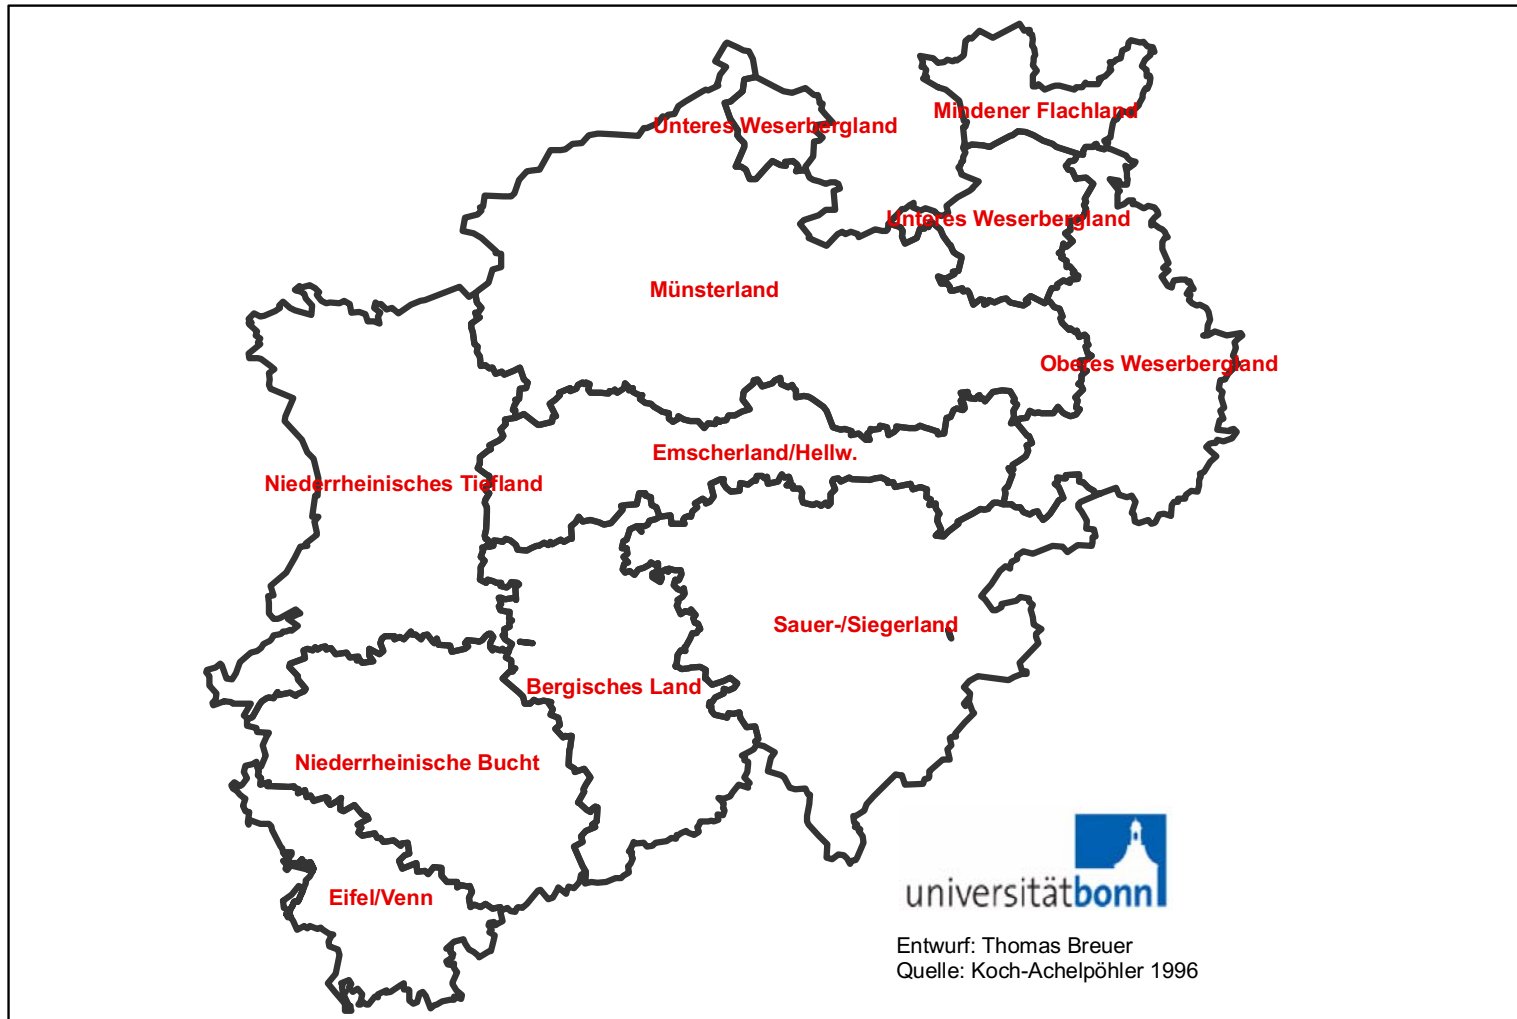 Mindener Flachland
Unteres Weserbergland
Unteres Weserbergland
Münsterland
Oberes Weserbergland
Emscherland/Hellw.
Niederrheinisches Tiefland
Sauer-/Siegerland
Bergisches Land
Niederrheinische Bucht
Eifel/Venn
universitätbonn
Entwurf: Thomas Breuer
Quelle: Koch-Achelpöhler 1996